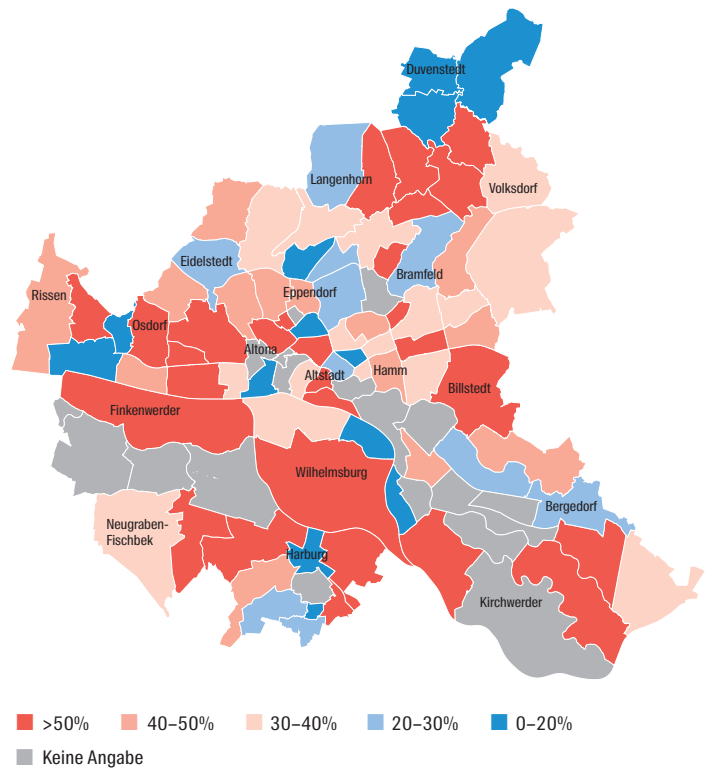 Duvenstedt
Langenhorn
Volksdorf
Eidelstedt
Bramfeld
Rissen
Eppendorf
Osdorf
Altona
Altstadt
Hamm
Billstedt
Finkenwerder
Wilhelmsburg
Bergedorf
Neugraben-
Fischbek
Harburg
Kirchwerder
>50%
40–50%
30–40%
20–30%
0–20%
Keine Angabe